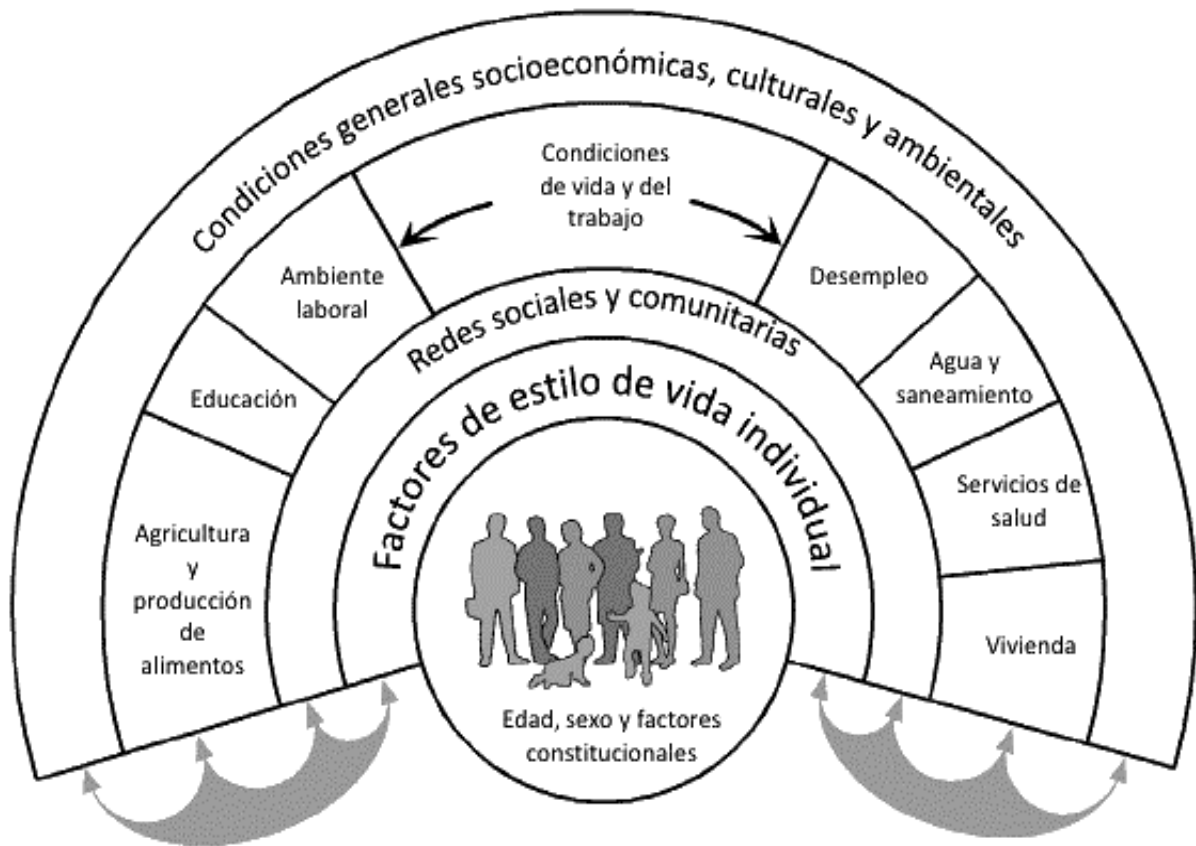 Condiciones generales socioeconómicas, culturales y ambientales
Condiciones
de vida y del
trabajo
Ambiente
laboral
Desempleo
Redes sociales y comunitarias
Educación
Agua y
saneamiento
Factores de estilo de vida individual
Agricultura
y
producción
de
alimentos
Servicios de
salud
Vivienda
Edad, sexo y factores
constitucionales